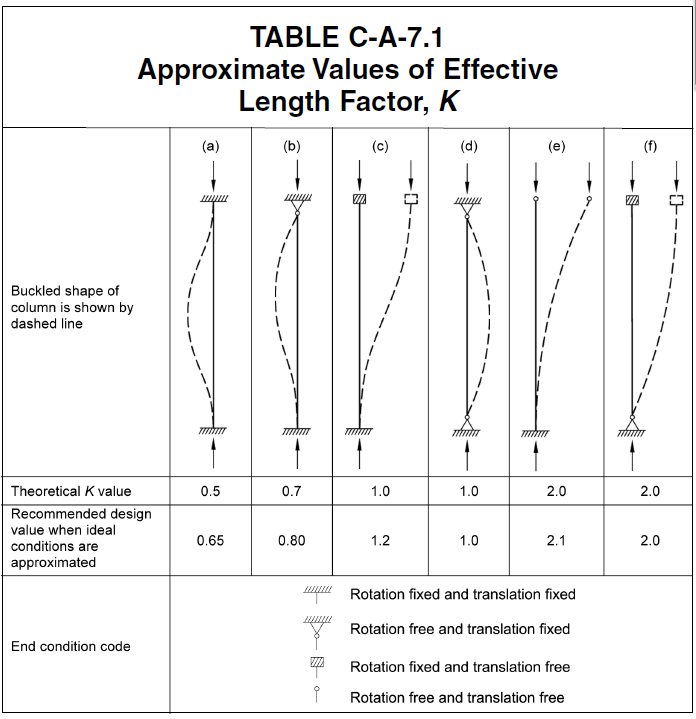 TABLE C-A-7.1
Approximate Values of Effective
Length Factor, K
(a) (b) (c) (d) (e) (f)
Buckled shape of
column is shown by
dashed line
Theoretical K value 0.5 0.7 1.0 1.0 2.0 2.0
Recommended design
value when ideal
conditions are
approximated
0.65 0.80 1.2 1.0 2.1 2.0
End condition code
Rotation fixed and translation fixed
Rotation free and translation fixed
Rotation fixed and translation free
Rotation free and translation free